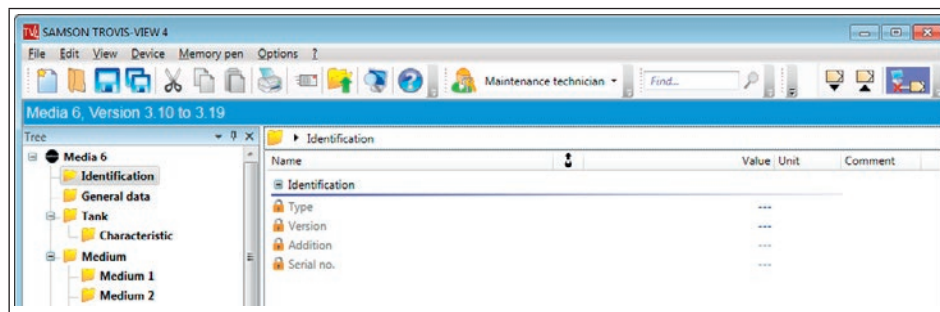 SAMSON TROVIS-VIEW 4
File Edit View Device Memory pen Options ?
Maintenance technician Find...
Media 6, Version 3.10 to 3.19
Tree
Identification
Media 6
Name Value Unit Comment
Identification
Identification
General data
Type ---
Tank
Version ---
Characteristic
Addition ---
Medium
Serial no. ---
Medium 1
Medium 2